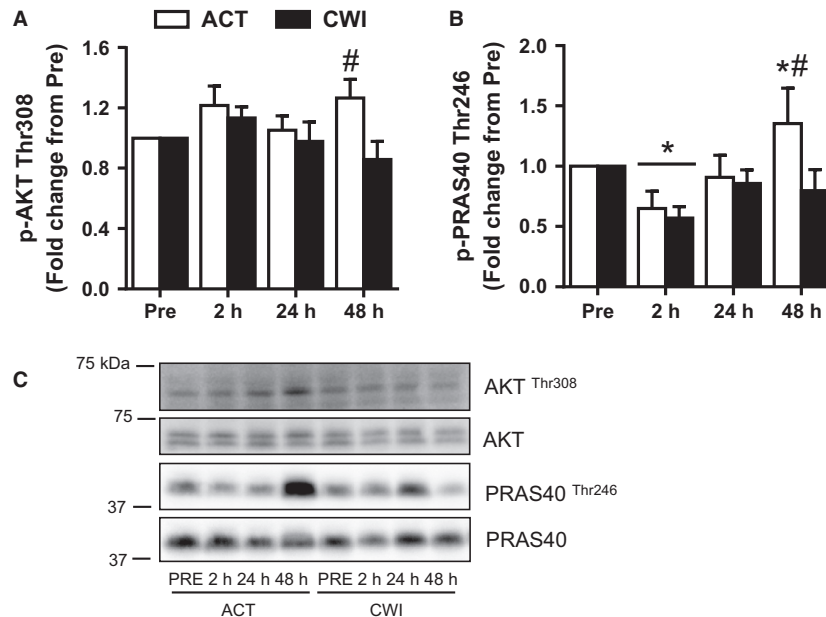 A
ACT CWI
p-AKT Thr308
(Fold change from Pre)
1.6
1.2
0.8
0.4
0.0
#
Pre 2 h 24 h 48 h
B
p-PRAS40 Thr246
(Fold change from Pre)
2.0
1.5
1.0
0.5
0.0
*
*#
Pre 2 h 24 h 48 h
C
75 kDa
AKT Thr308
75
AKT
PRAS40 Thr246
37
PRAS40
37
PRE 2 h 24 h 48 h PRE 2 h 24 h 48 h
ACT CWI